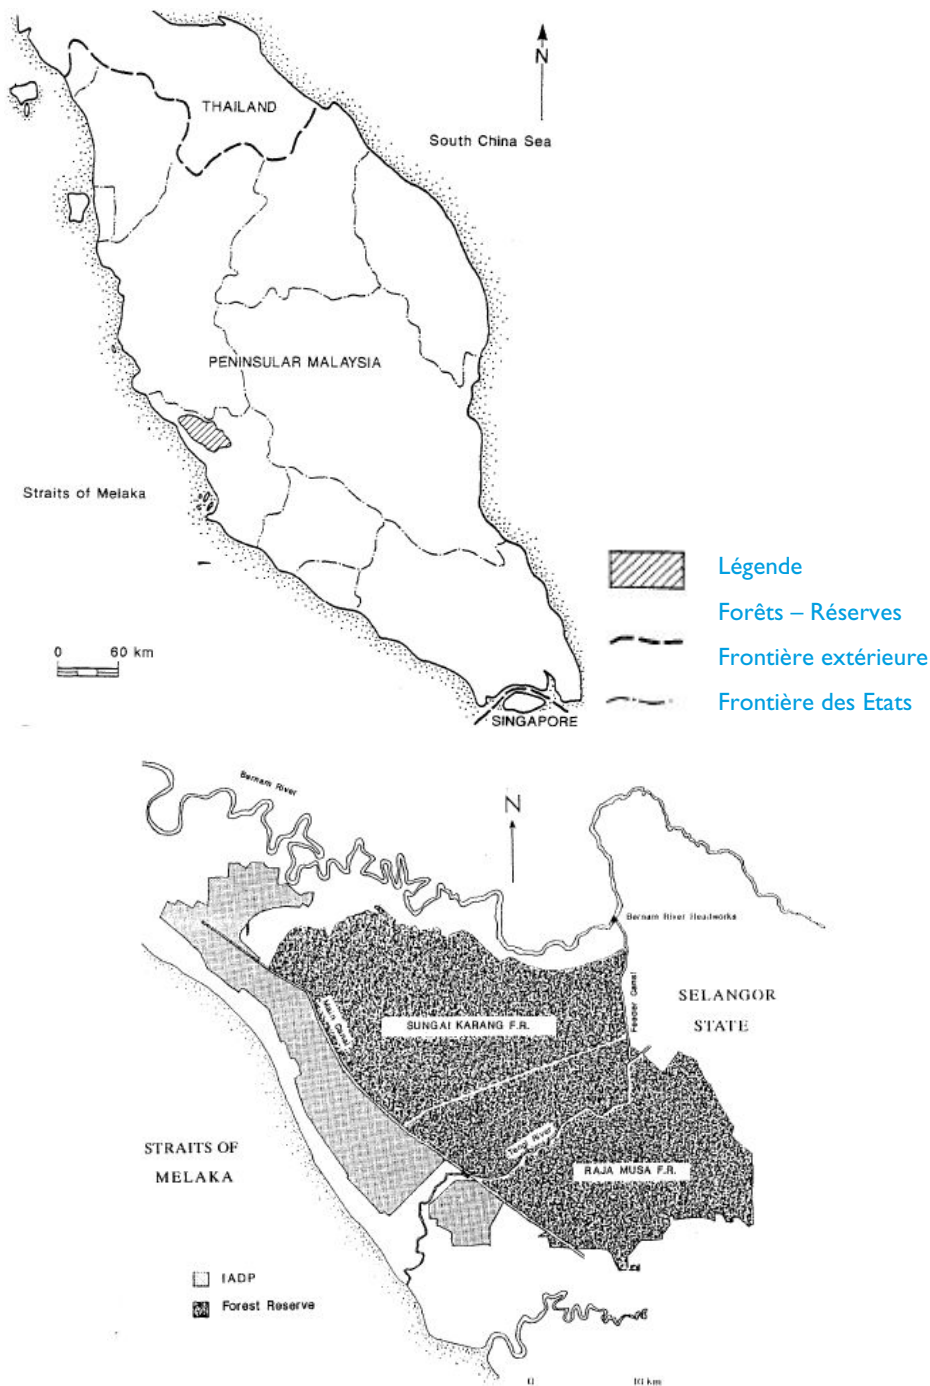 N
THAILAND
South China Sea
PENINSULAR MALAYSIA
Straits of Melaka
0 60 km
SINGAPORE
Légende
Forêts – Réserves
Frontière extérieure
Frontière des Etats
Bernam River
N
Bernam River Headworks
Feeder Canal
SELANGOR
STATE
Main Canal
SUNGAI KARANG F.R.
STRAITS OF
MELAKA
River
RAJA MUSA F.R.
IADP
Forest Reserve
0 10 km